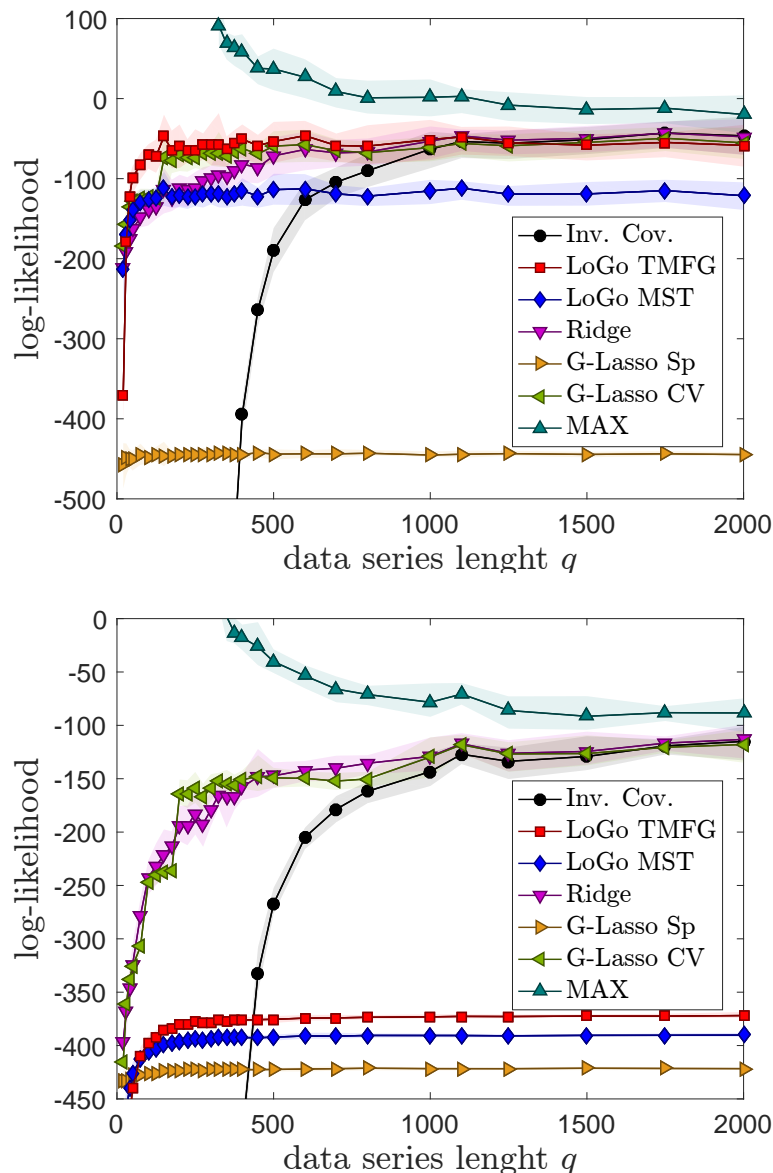 100
0
-100
-200
-300
-400
-500
log-likelihood
Inv. Cov.
LoGo TMFG
LoGo MST
Ridge
G-Lasso Sp
G-Lasso CV
MAX
0 500 1000 1500 2000
data series lenght q
0
-50
-100
-150
-200
-250
-300
-350
-400
-450
log-likelihood
Inv. Cov.
LoGo TMFG
LoGo MST
Ridge
G-Lasso Sp
G-Lasso CV
MAX
0 500 1000 1500 2000
data series lenght q